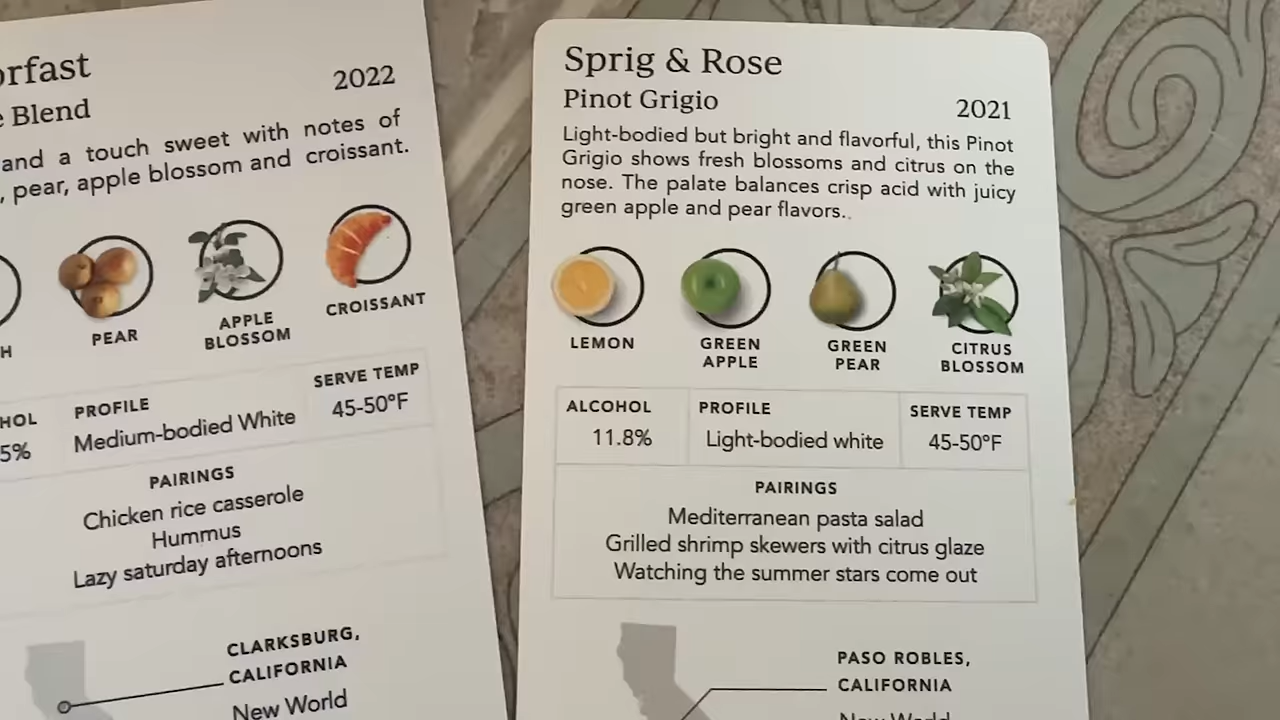 orfast
e Blend
2022
and a touch sweet with notes of
, pear, apple blossom and croissant.
H
PEAR
APPLE
BLOSSOM
CROISSANT
HOL
5%
PROFILE
Medium-bodied White
SERVE TEMP
45-50°F
PAIRINGS
Chicken rice casserole
Hummus
Lazy saturday afternoons
CLARKSBURG,
CALIFORNIA
New World
Sprig & Rose
Pinot Grigio
2021
Light-bodied but bright and flavorful, this Pinot
Grigio shows fresh blossoms and citrus on the
nose. The palate balances crisp acid with juicy
green apple and pear flavors..
LEMON
GREEN
APPLE
GREEN
PEAR
CITRUS
BLOSSOM
ALCOHOL
11.8%
PROFILE
Light-bodied white
SERVE TEMP
45-50°F
PAIRINGS
Mediterranean pasta salad
Grilled shrimp skewers with citrus glaze
Watching the summer stars come out
PASO ROBLES,
CALIFORNIA
New World